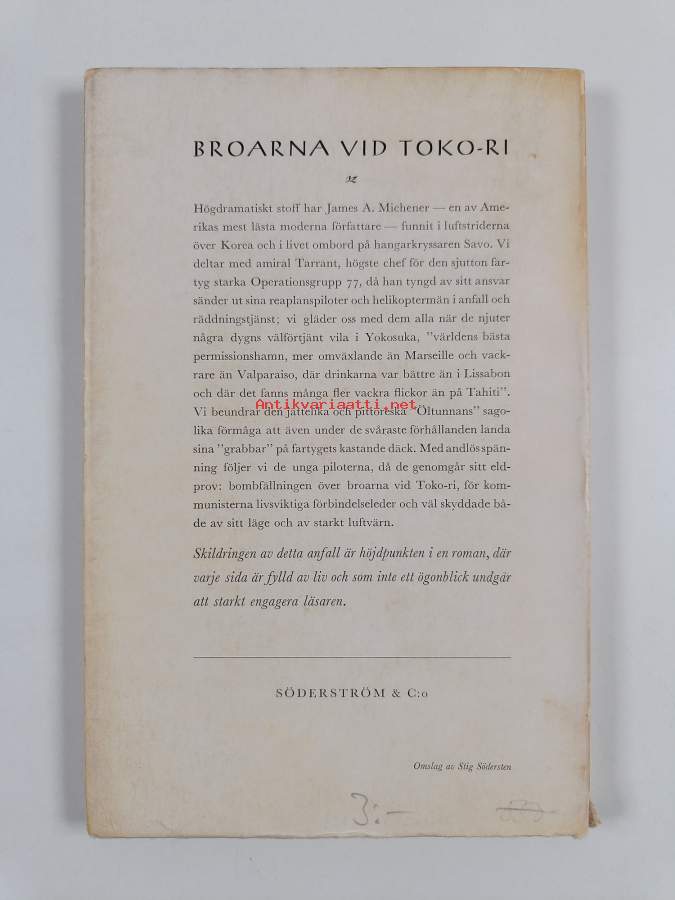 BROARNA VID TOKO-RI
Högdramatiskt stoff har James A. Michener — en av Ame-
rikas mest lästa moderna författare — funnit i luftstriderna
över Korea och i livet ombord på hangarkryssaren Savo. Vi
deltar med amiral Tarrant, högste chef för den sjutton far-
tyg starka Operationsgrupp 77, då han tyngd av sitt ansvar
sänder ut sina reaplanspiloter och helikoptermän i anfall och
räddningstjänst; vi gläder oss med dem alla när de njuter
några dygns välförtjänt vila i Yokosuka, "världens bästa
permissionshamn, mer omväxlande än Marseille och vack-
rare än Valparaiso, där drinkarna var bättre än i Lissabon
och där det fanns många fler vackra flickor än på Tahiti".
Antikvariaatti.net
Vi beundrar den jättelika och pittoreska "Öltunnans" sago-
lika förmåga att även under de svåraste förhållanden landa
sina "grabbar" på fartygets kastande däck. Med andlös spän-
ning följer vi de unga piloterna, då de genomgår sitt eld-
prov: bombfällningen över broarna vid Toko-ri, för kom-
munisterna livsviktiga förbindelseleder och väl skyddade bå-
de av sitt läge och av starkt luftvärn.
Skildringen av detta anfall är höjdpunkten i en roman, där
varje sida är fylld av liv och som inte ett ögonblick undgår
att starkt engagera läsaren.
SÖDERSTRÖM & C:o
Omslag av Stig Södersten
3:-